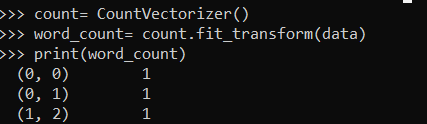 >>> count= CountVectorizer()
>>> word_count= count.fit_transform(data)
>>> print(word_count)
(0, 0) 1
(0, 1) 1
(1, 2) 1